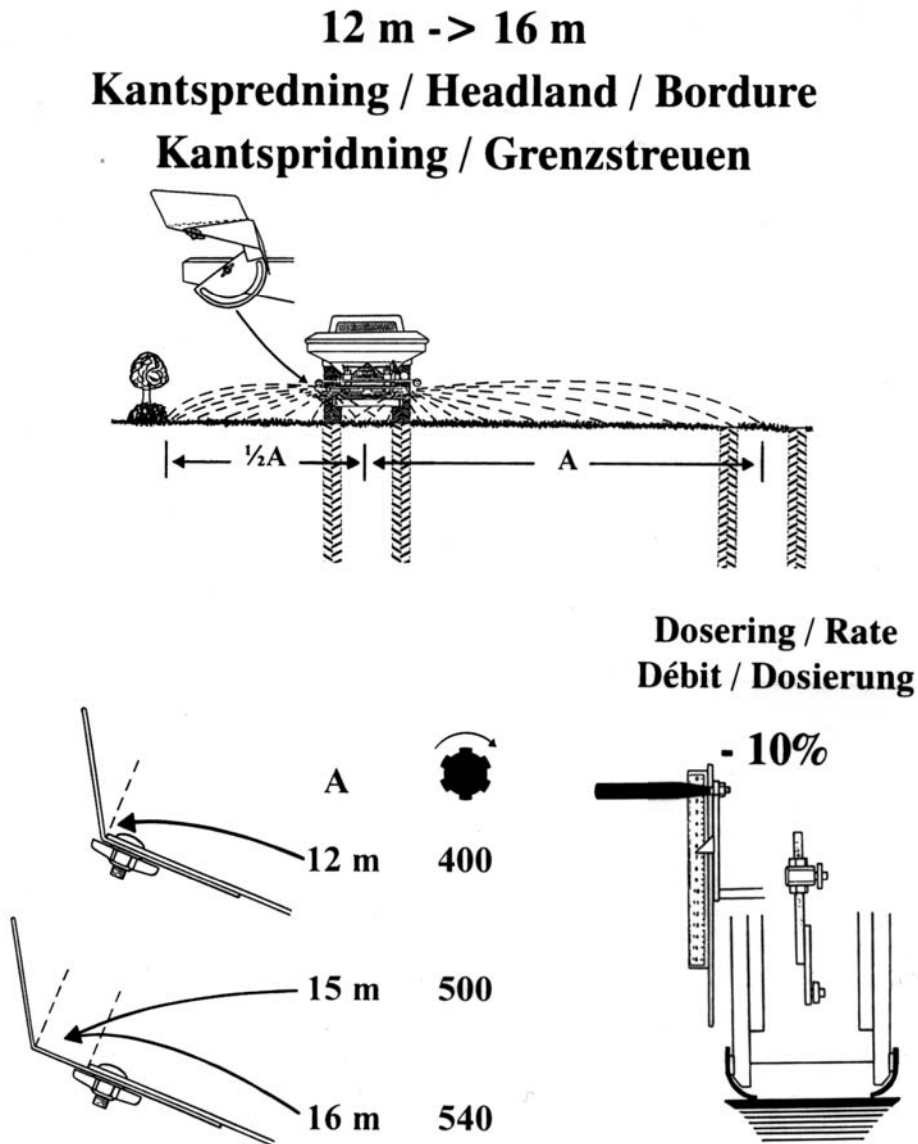 12 m -> 16 m
Kantspredning / Headland / Bordure
Kantspridning / Grenzstreuen
½A
A
Dosering / Rate
Débit / Dosierung
- 10%
A
12 m 400
15 m 500
16 m 540